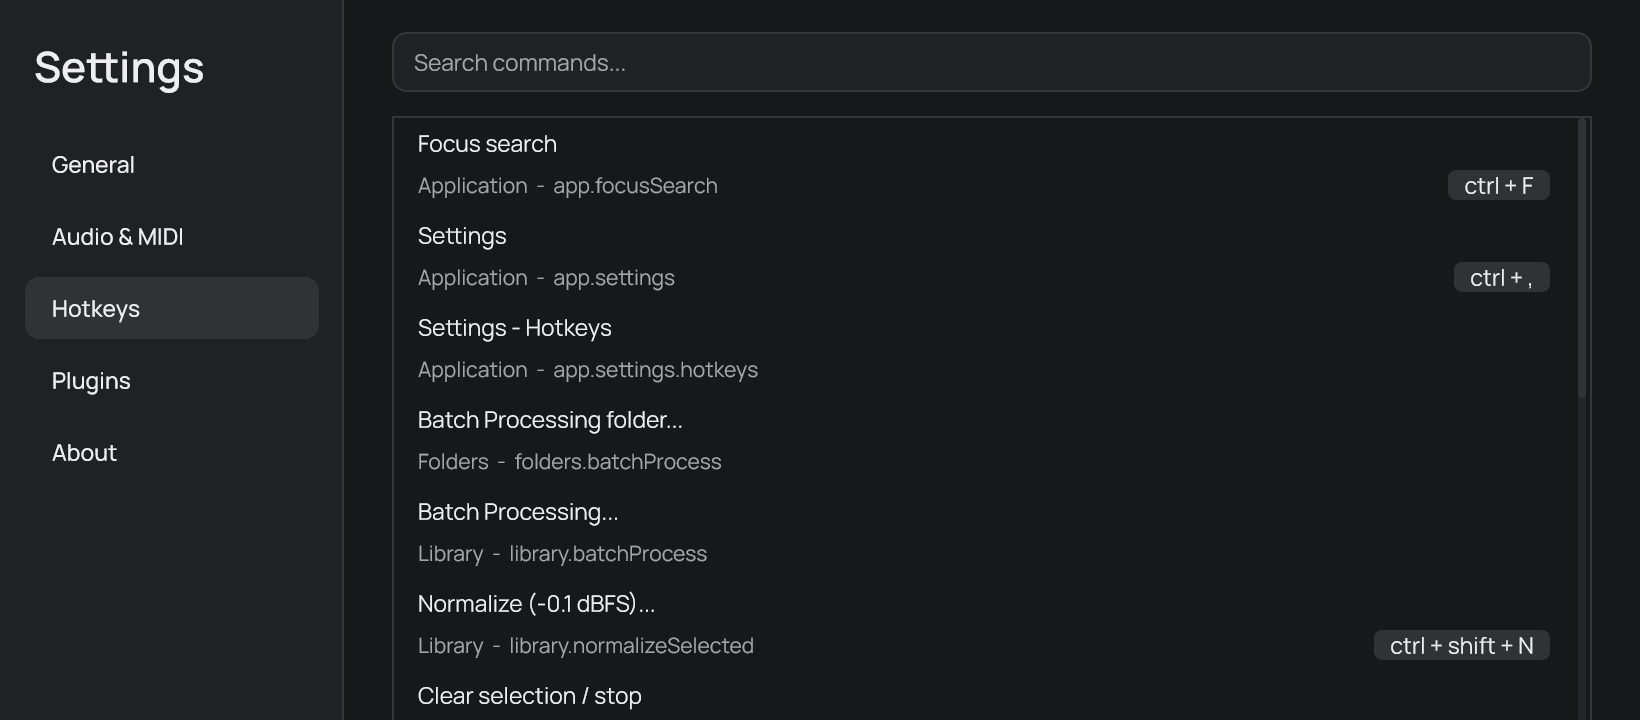 Settings
General
Audio & MIDI
Hotkeys
Plugins
About
Search commands...
Focus search
Application - app.focusSearch
ctrl + F
Settings
Application - app.settings
ctrl + ,
Settings - Hotkeys
Application - app.settings.hotkeys
Batch Processing folder...
Folders - folders.batchProcess
Batch Processing...
Library - library.batchProcess
Normalize (-0.1 dBFS)...
Library - library.normalizeSelected
ctrl + shift + N
Clear selection / stop